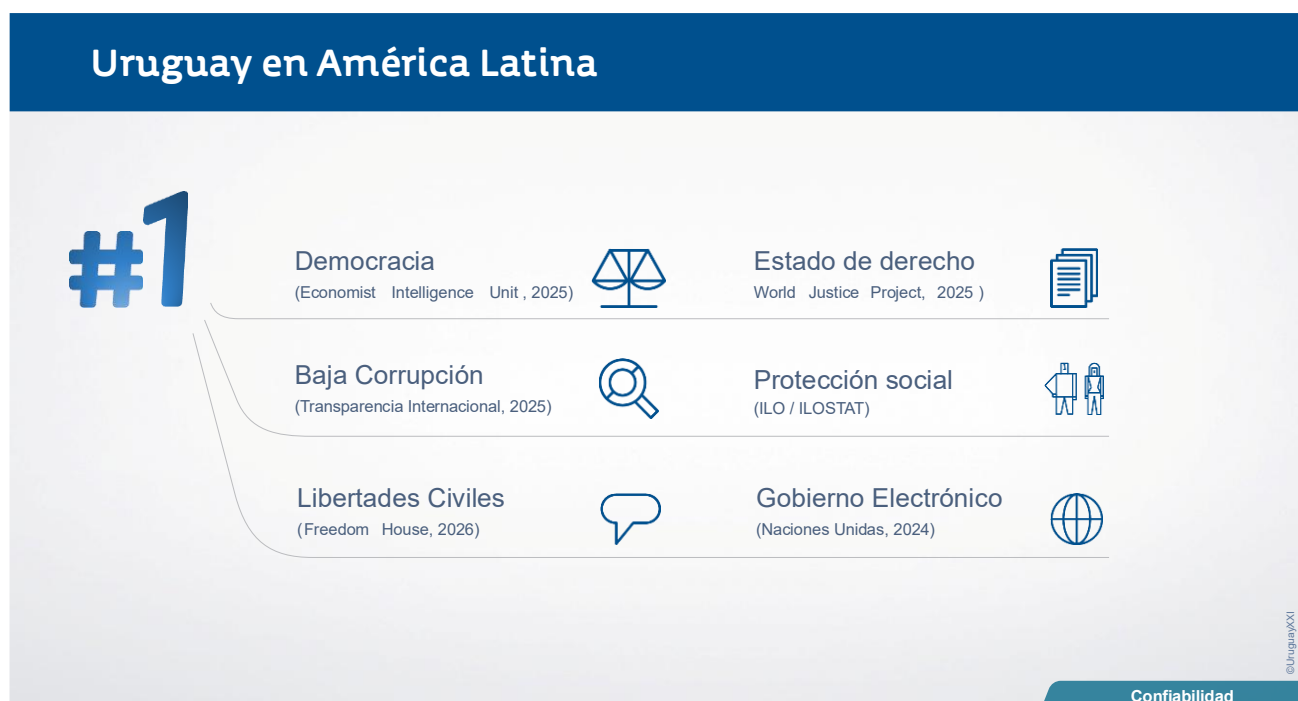 Uruguay en América Latina
#1
Democracia
(Economist Intelligence Unit , 2025)
Estado de derecho
World Justice Project, 2025 )
Baja Corrupción
(Transparencia Internacional, 2025)
Protección social
(ILO / ILOSTAT)
Libertades Civiles
(Freedom House, 2026)
Gobierno Electrónico
(Naciones Unidas, 2024)
©UruguayXXI
Confiabilidad